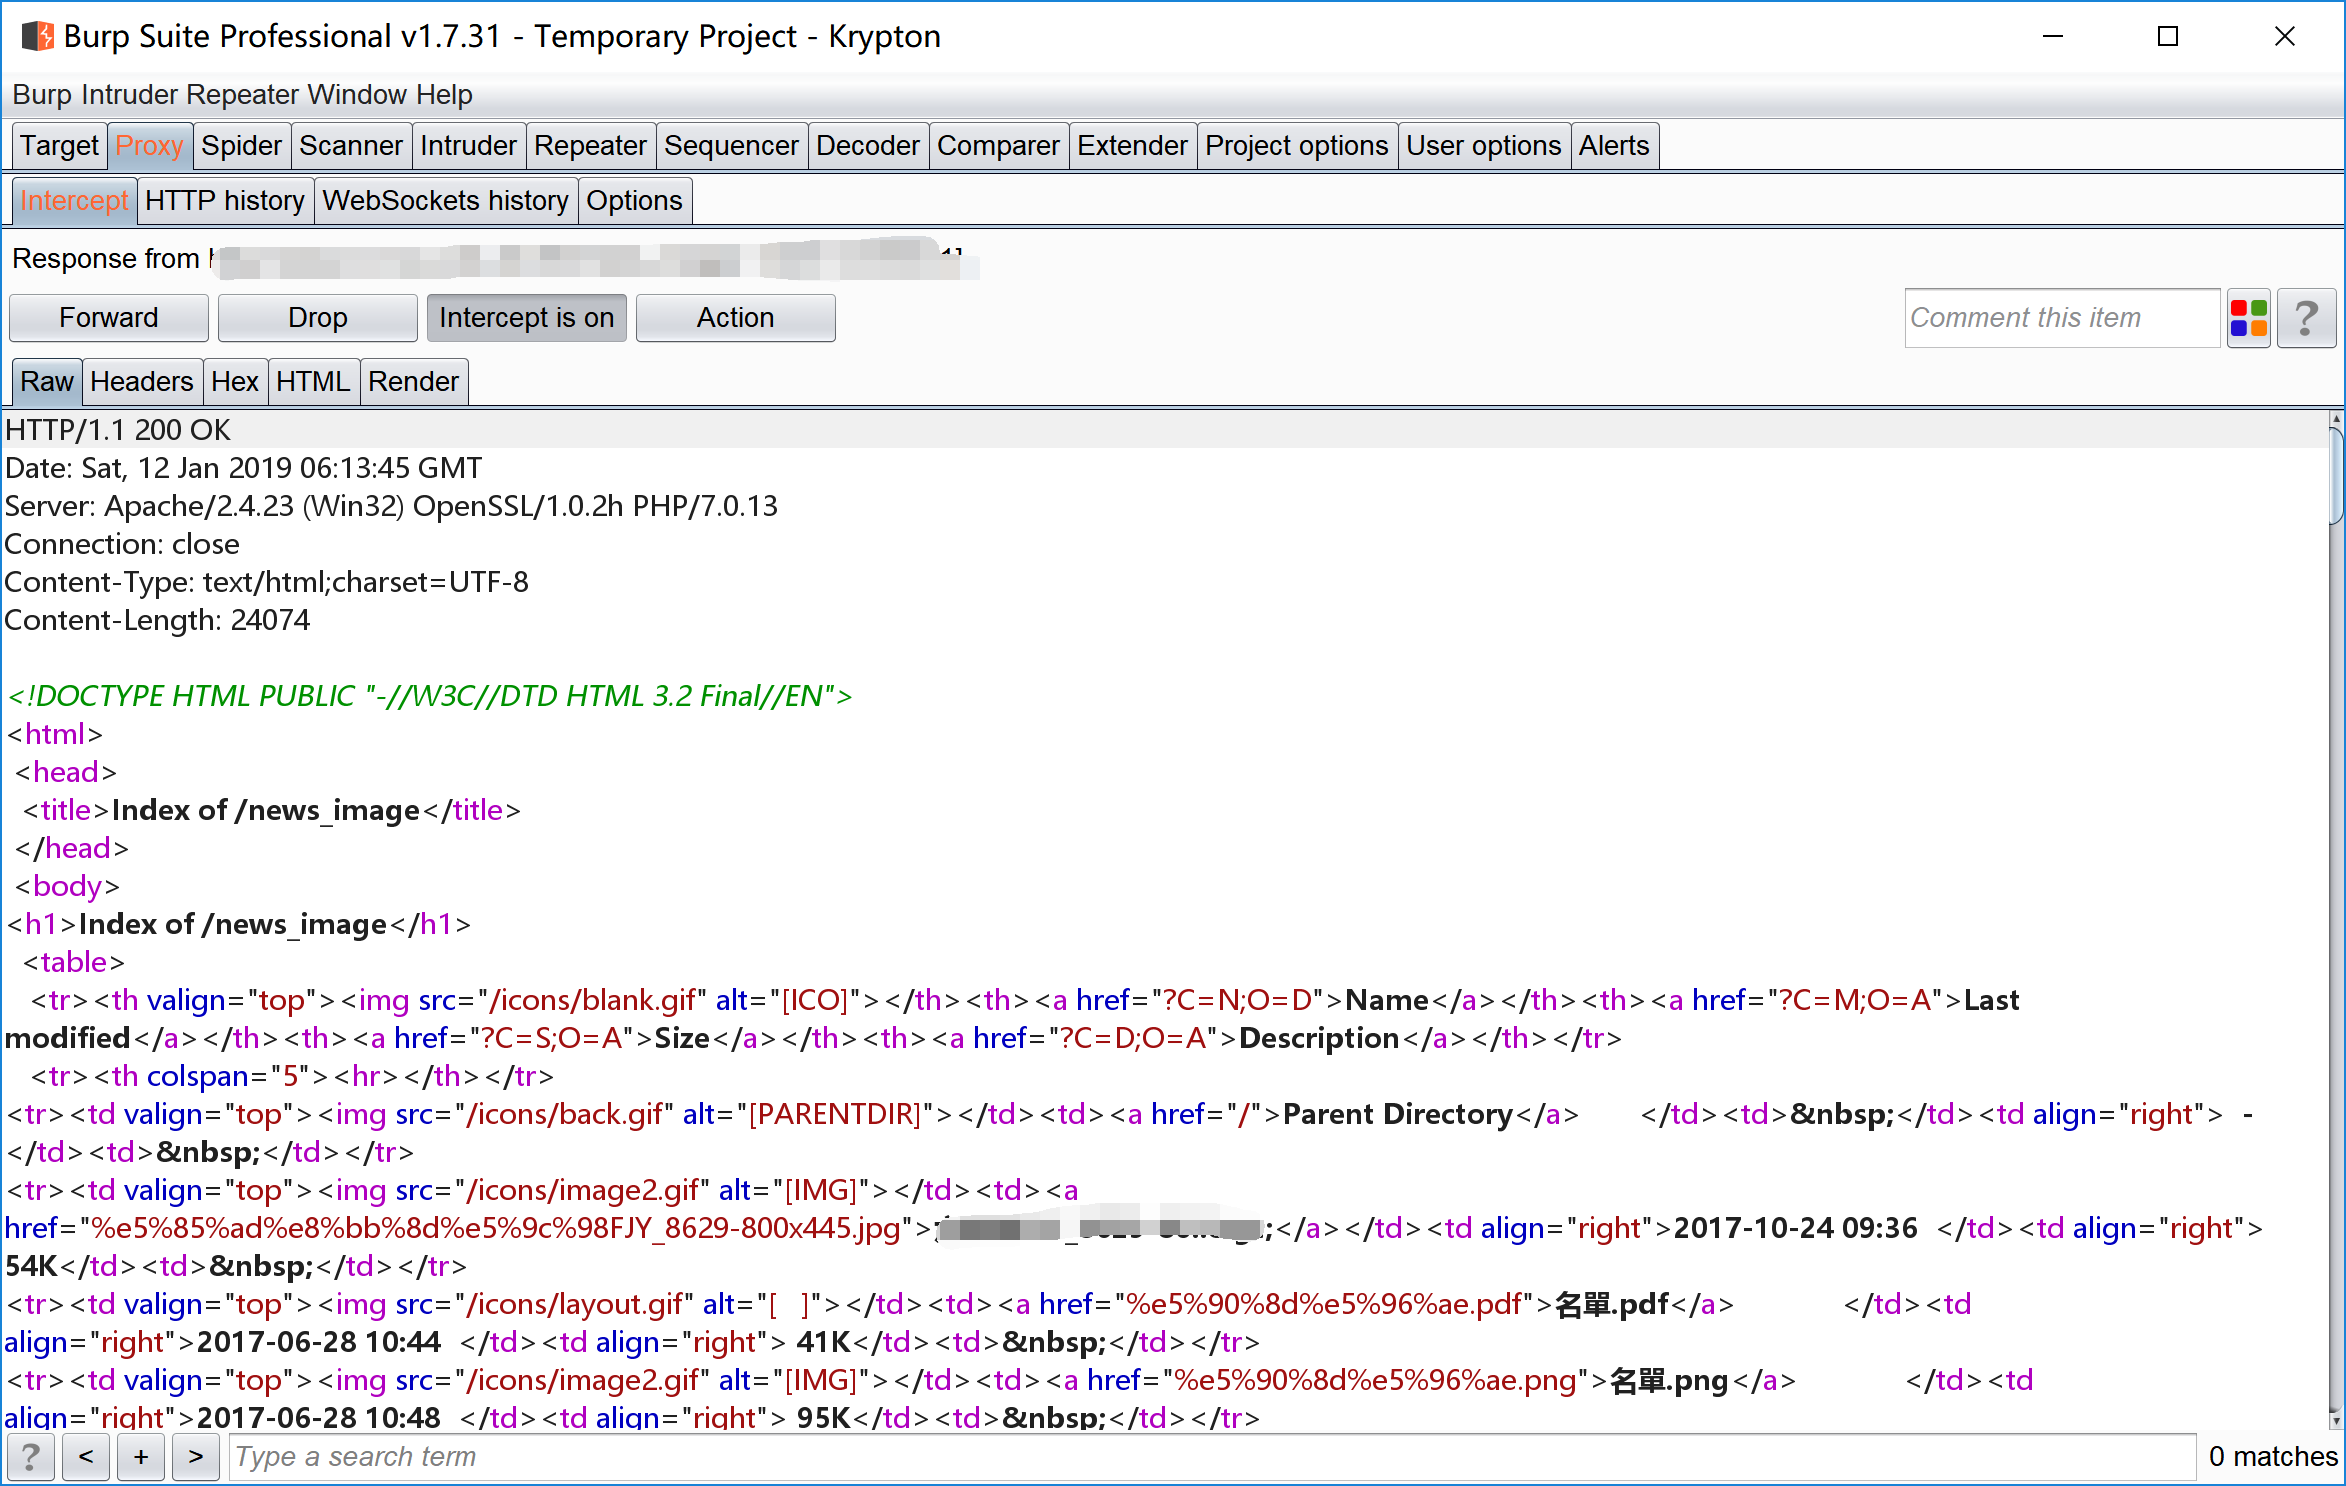 Burp Suite Professional v1.7.31 - Temporary Project - Krypton
Burp Intruder Repeater Window Help
Target Proxy Spider Scanner Intruder Repeater Sequencer Decoder Comparer Extender Project options User options Alerts
Intercept HTTP history WebSockets history Options
Response from
Forward Drop Intercept is on Action Comment this item ?
Raw Headers Hex HTML Render
HTTP/1.1 200 OK
Date: Sat, 12 Jan 2019 06:13:45 GMT
Server: Apache/2.4.23 (Win32) OpenSSL/1.0.2h PHP/7.0.13
Connection: close
Content-Type: text/html;charset=UTF-8
Content-Length: 24074
<!DOCTYPE HTML PUBLIC "-//W3C//DTD HTML 3.2 Final//EN">
<html>
<head>
<title>Index of /news_image</title>
</head>
<body>
<h1>Index of /news_image</h1>
<table>
<tr><th valign="top"><img src="/icons/blank.gif" alt="[ICO]"></th><th><a href="?C=N;O=D">Name</a></th><th><a href="?C=M;O=A">Last
modified</a></th><th><a href="?C=S;O=A">Size</a></th><th><a href="?C=D;O=A">Description</a></th></tr>
<tr><th colspan="5"><hr></th></tr>
<tr><td valign="top"><img src="/icons/back.gif" alt="[PARENTDIR]"></td><td><a href="/">Parent Directory</a>       </td><td>&nbsp;</td><td align="right">  -
</td><td>&nbsp;</td></tr>
<tr><td valign="top"><img src="/icons/image2.gif" alt="[IMG]"></td><td><a
href="%e5%85%ad%e8%bb%8d%e5%9c%98FJY_8629-800x445.jpg">;</a></td><td align="right">2017-10-24 09:36  </td><td align="right">
54K</td><td>&nbsp;</td></tr>
<tr><td valign="top"><img src="/icons/layout.gif" alt="[   ]"></td><td><a href="%e5%90%8d%e5%96%ae.pdf">名單.pdf</a>             </td><td
align="right">2017-06-28 10:44  </td><td align="right"> 41K</td><td>&nbsp;</td></tr>
<tr><td valign="top"><img src="/icons/image2.gif" alt="[IMG]"></td><td><a href="%e5%90%8d%e5%96%ae.png">名單.png</a>             </td><td
align="right">2017-06-28 10:48  </td><td align="right"> 95K</td><td>&nbsp;</td></tr>
? < + > Type a search term 0 matches